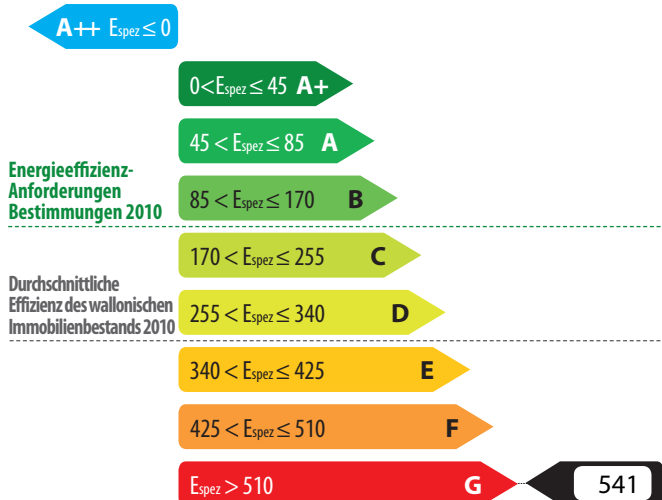 A++ Espez ≤ 0
0<Espez ≤ 45 A+
45 < Espez ≤ 85 A
Energieeffizienz-
Anforderungen
Bestimmungen 2010
85 < Espez ≤ 170 B
170 < Espez ≤ 255 C
Durchschnittliche
Effizienz des wallonischen
Immobilienbestands 2010
255 < Espez ≤ 340 D
340 < Espez ≤ 425 E
425 < Espez ≤ 510 F
Espez > 510 G 541